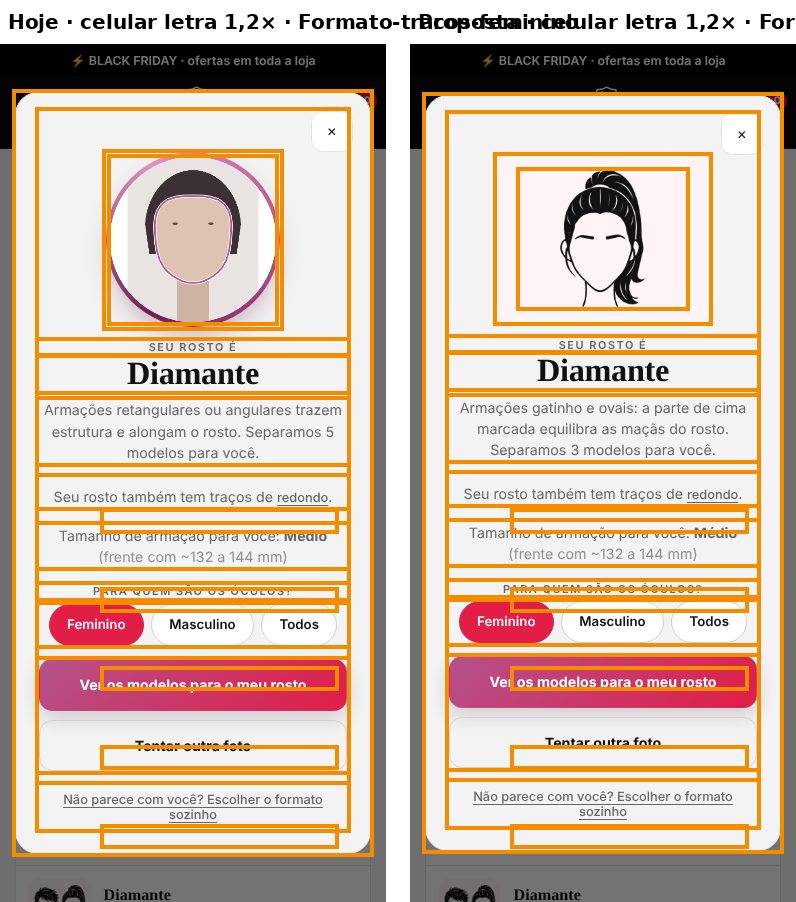 Hoje · celular letra 1,2× · Formato-traços-feminino
Proposta · celular letra 1,2× · For
⚡ BLACK FRIDAY · ofertas em toda a loja
×
SEU ROSTO É
Diamante
Armações retangulares ou angulares trazem
estrutura e alongam o rosto. Separamos 5
modelos para você.
Seu rosto também tem traços de redondo.
Tamanho de armação para você: Médio
(frente com ~132 a 144 mm)
PARA QUEM SÃO OS ÓCULOS?
Feminino Masculino Todos
Ver os modelos para o meu rosto
Tentar outra foto
Não parece com você? Escolher o formato
sozinho
Diamante
⚡ BLACK FRIDAY · ofertas em toda a loja
×
SEU ROSTO É
Diamante
Armações gatinho e ovais: a parte de cima
marcada equilibra as maçãs do rosto.
Separamos 3 modelos para você.
Seu rosto também tem traços de redondo.
Tamanho de armação para você: Médio
(frente com ~132 a 144 mm)
PARA QUEM SÃO OS ÓCULOS?
Feminino Masculino Todos
Ver os modelos para o meu rosto
Tentar outra foto
Não parece com você? Escolher o formato
sozinho
Diamante